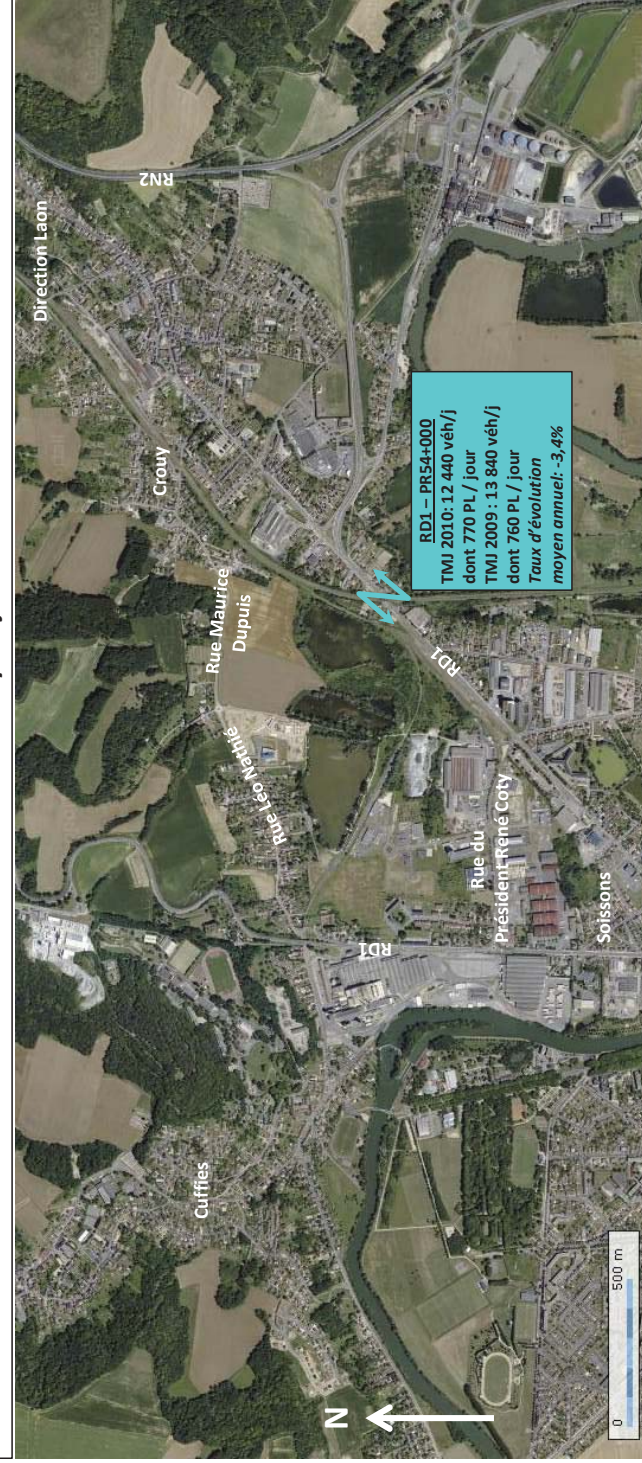 Direction Laon
RN2
Crouy
Rue Maurice
Dupuis
Rue Léo Nathié
RD1
RD1 – PR54+000
TMJ 2010: 12 440 véh/j
dont 770 PL / jour
TMJ 2009 : 13 840 véh/j
dont 760 PL / jour
Taux d'évolution
moyen annuel: -3,4%
RD1
Rue du
Président René Coty
Soissons
Cuffies
N
0
500 m